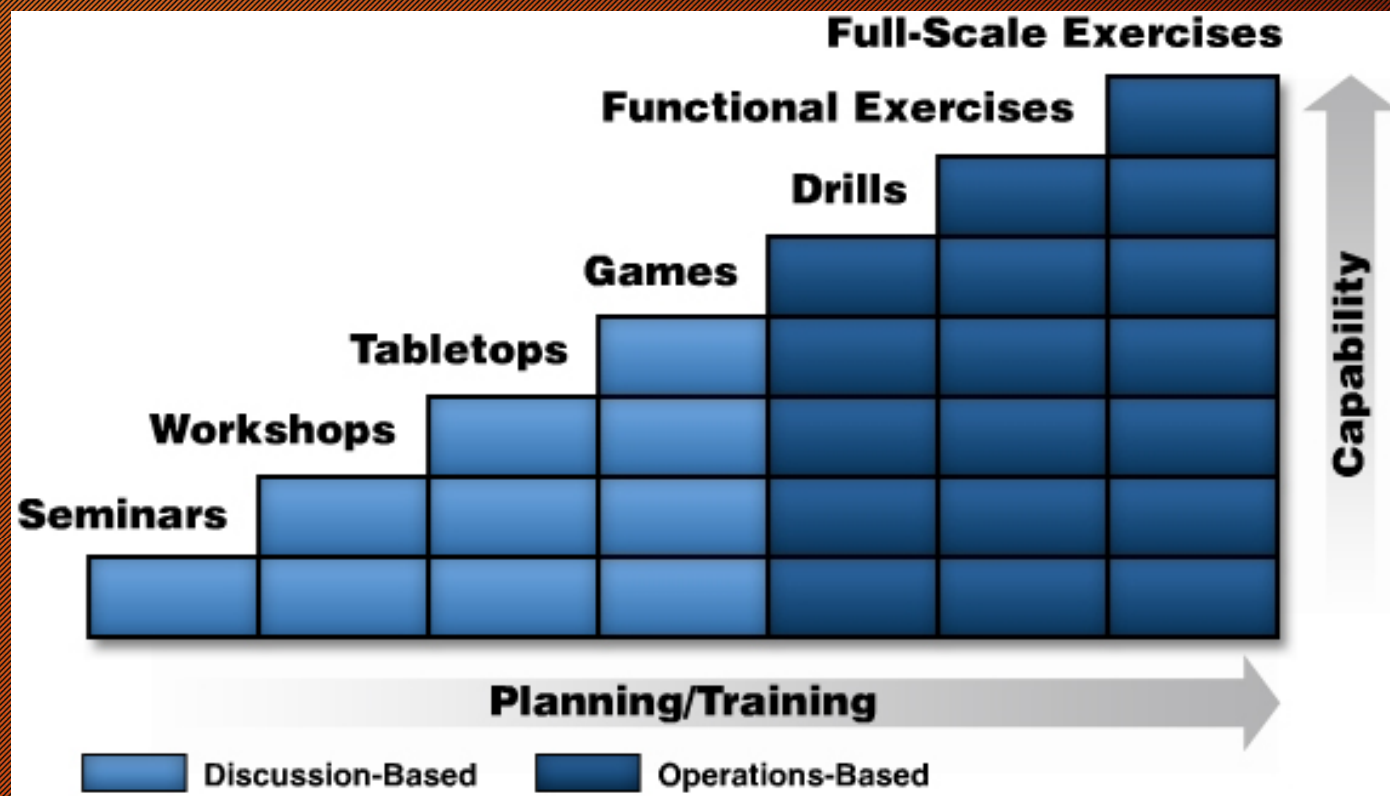 Full-Scale Exercises
Functional Exercises
Drills
Games
Tabletops
Workshops
Seminars
Capability
Planning/Training
Discussion-Based
Operations-Based